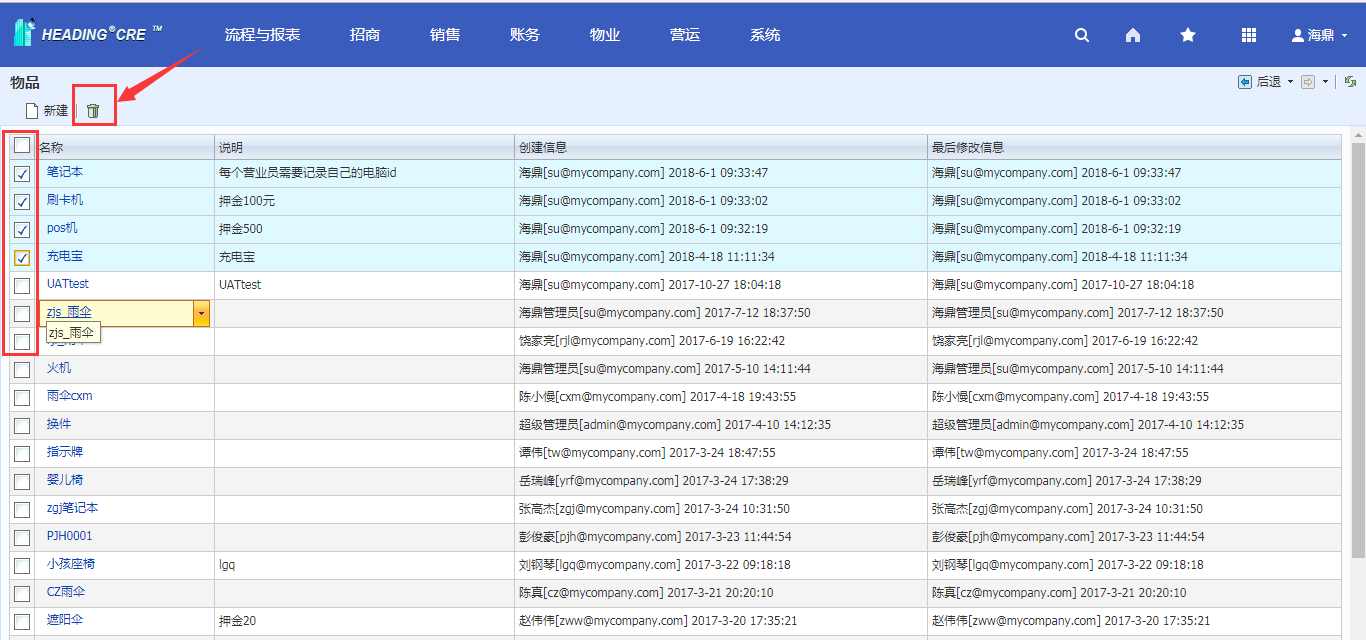 HEADING®CRE ™ 流程与报表 招商 销售 账务 物业 营运 系统 海鼎
物品 后退
新建
名称 说明 创建信息 最后修改信息
笔记本 每个营业员需要记录自己的电脑id 海鼎[su@mycompany.com] 2018-6-1 09:33:47 海鼎[su@mycompany.com] 2018-6-1 09:33:47
刷卡机 押金100元 海鼎[su@mycompany.com] 2018-6-1 09:33:02 海鼎[su@mycompany.com] 2018-6-1 09:33:02
pos机 押金500 海鼎[su@mycompany.com] 2018-6-1 09:32:19 海鼎[su@mycompany.com] 2018-6-1 09:32:19
充电宝 充电宝 海鼎[su@mycompany.com] 2018-4-18 11:11:34 海鼎[su@mycompany.com] 2018-4-18 11:11:34
UATtest UATtest 海鼎[su@mycompany.com] 2017-10-27 18:04:18 海鼎[su@mycompany.com] 2017-10-27 18:04:18
zjs_雨伞 海鼎管理员[su@mycompany.com] 2017-7-12 18:37:50 海鼎管理员[su@mycompany.com] 2017-7-12 18:37:50
zjs_雨伞
饶家亮[rjl@mycompany.com] 2017-6-19 16:22:42 饶家亮[rjl@mycompany.com] 2017-6-19 16:22:42
火机 海鼎管理员[su@mycompany.com] 2017-5-10 14:11:44 海鼎管理员[su@mycompany.com] 2017-5-10 14:11:44
雨伞cxm 陈小慢[cxm@mycompany.com] 2017-4-18 19:43:55 陈小慢[cxm@mycompany.com] 2017-4-18 19:43:55
换件 超级管理员[admin@mycompany.com] 2017-4-10 14:12:35 超级管理员[admin@mycompany.com] 2017-4-10 14:12:35
指示牌 谭伟[tw@mycompany.com] 2017-3-24 18:47:55 谭伟[tw@mycompany.com] 2017-3-24 18:47:55
婴儿椅 岳瑞峰[yrf@mycompany.com] 2017-3-24 17:38:29 岳瑞峰[yrf@mycompany.com] 2017-3-24 17:38:29
zgj笔记本 张高杰[zgj@mycompany.com] 2017-3-24 10:31:50 张高杰[zgj@mycompany.com] 2017-3-24 10:31:50
PJH0001 彭俊豪[pjh@mycompany.com] 2017-3-23 11:44:54 彭俊豪[pjh@mycompany.com] 2017-3-23 11:44:54
小孩座椅 lgq 刘钢琴[lgq@mycompany.com] 2017-3-22 09:18:18 刘钢琴[lgq@mycompany.com] 2017-3-22 09:18:18
CZ雨伞 陈真[cz@mycompany.com] 2017-3-21 20:20:10 陈真[cz@mycompany.com] 2017-3-21 20:20:10
遮阳伞 押金20 赵伟伟[zww@mycompany.com] 2017-3-20 17:35:21 赵伟伟[zww@mycompany.com] 2017-3-20 17:35:21